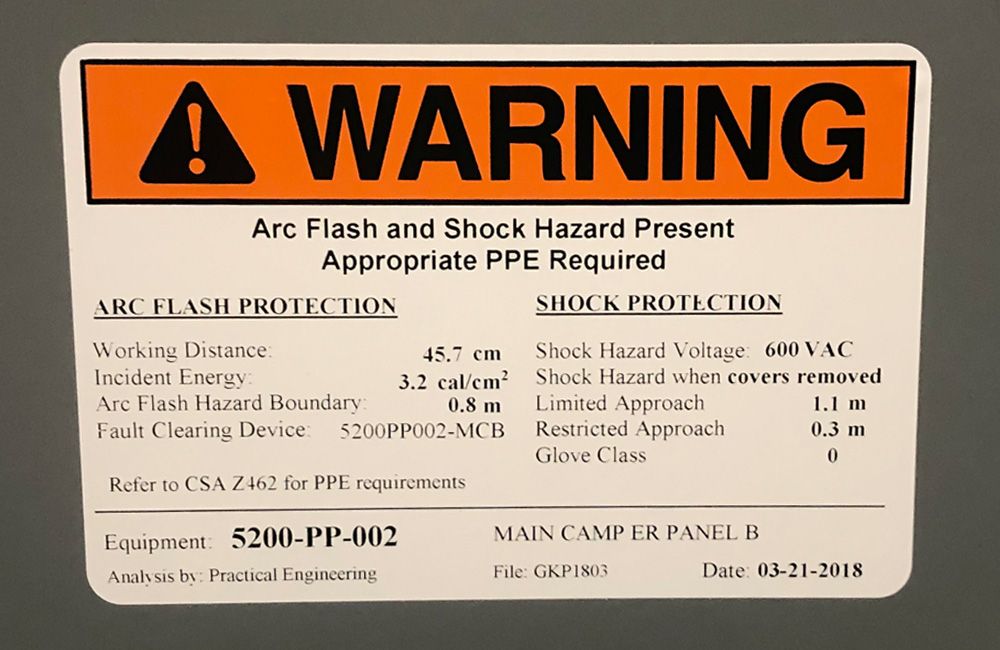 WARNING
Arc Flash and Shock Hazard Present
Appropriate PPE Required
ARC FLASH PROTECTION
Working Distance: 45.7 cm
Incident Energy: 3.2 cal/cm²
Arc Flash Hazard Boundary: 0.8 m
Fault Clearing Device: 5200PP002-MCB
Refer to CSA Z462 for PPE requirements
SHOCK PROTECTION
Shock Hazard Voltage: 600 VAC
Shock Hazard when covers removed
Limited Approach 1.1 m
Restricted Approach 0.3 m
Glove Class 0
Equipment: 5200-PP-002 MAIN CAMP ER PANEL B
Analysis by: Practical Engineering File: GKP1803 Date: 03-21-2018